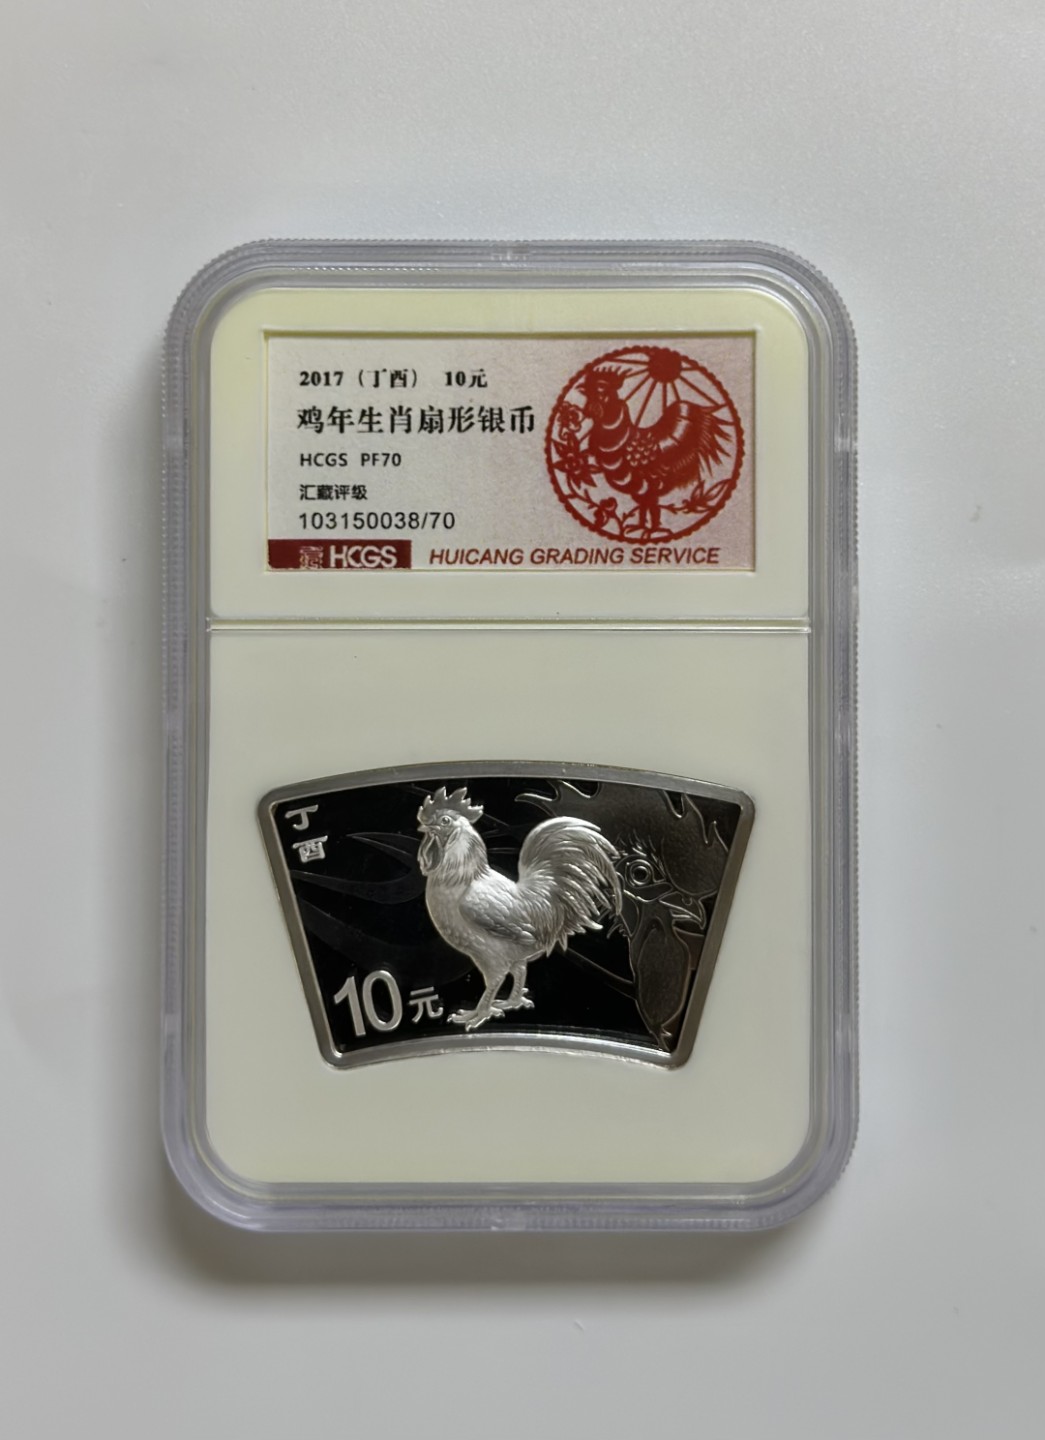 2017（丁酉） 10元
鸡年生肖扇形银币
HCGS PF70
汇藏评级
103150038/70
HCGS HUICANG GRADING SERVICE
丁酉
10元